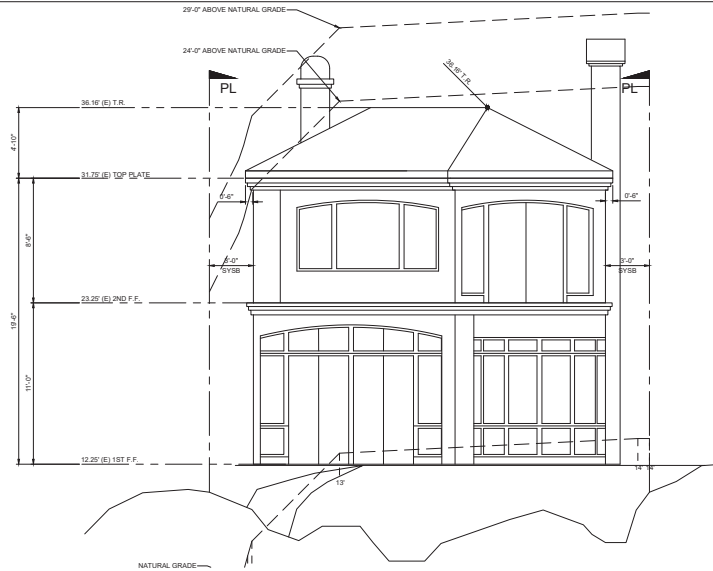 29'-0" ABOVE NATURAL GRADE
24'-0" ABOVE NATURAL GRADE
36.16' T.R.
PL
PL
36.16' (E) T.R.
4'-10"
31.75' (E) TOP PLATE
0'-6"
0'-6"
8'-6"
3'-0"
SYSB
3'-0"
SYSB
23.25' (E) 2ND F.F.
19'-6"
11'-0"
12.25' (E) 1ST F.F.
13'
14'
14'
NATURAL GRADE